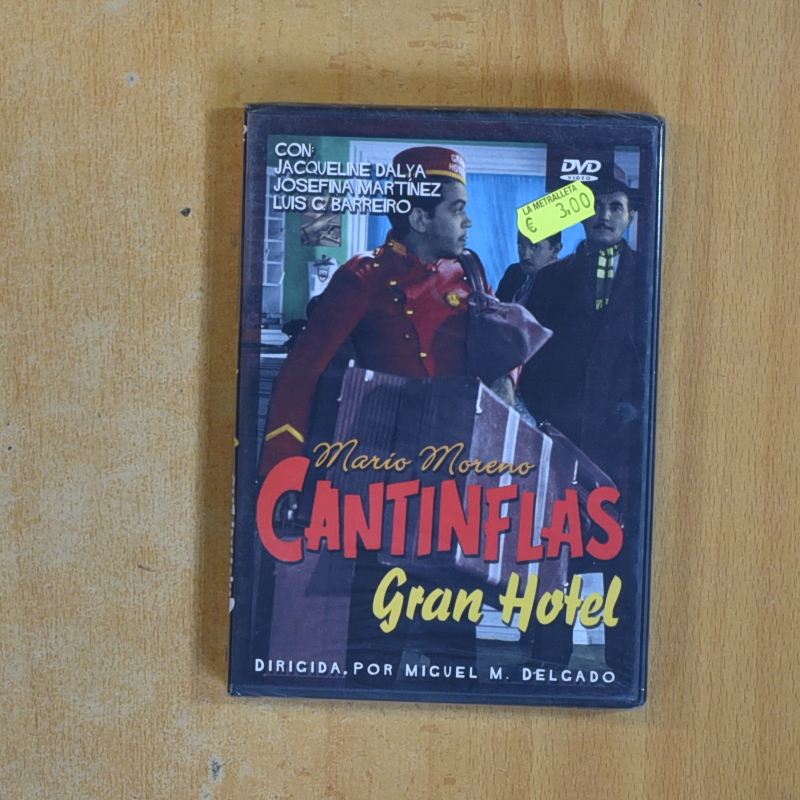 CON:
JACQUELINE DALYA
JOSEFINA MARTÍNEZ
LUIS C. BARREIRO
DVD
VIDEO
LA METRALLETA
€ 3,00
Mario Moreno
CANTINFLAS
Gran Hotel
DIRIGIDA POR MIGUEL M. DELGADO